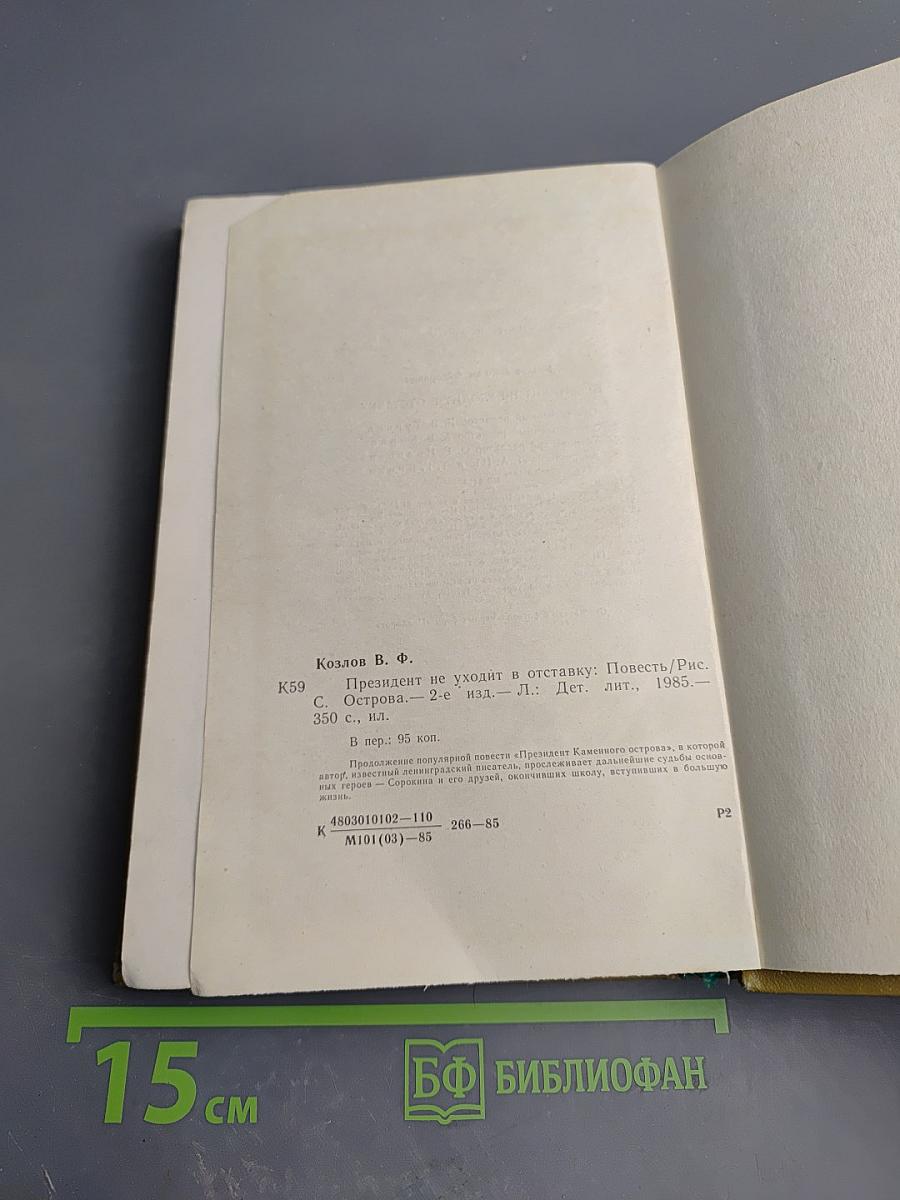 Козлов В. Ф.
К59 Президент не уходит в отставку: Повесть/Рис.
С. Острова.— 2-е изд.— Л.: Дет. лит., 1985.—
350 с., ил.
В пер.: 95 коп.
Продолжение популярной повести «Президент Каменного острова», в которой
автор, известный ленинградский писатель, прослеживает дальнейшие судьбы основ-
ных героев — Сорокина и его друзей, окончивших школу, вступивших в большую
жизнь.
К 4803010102—110 266—85
М101(03)—85
Р2
15 см
БФ БИБЛИОФАН